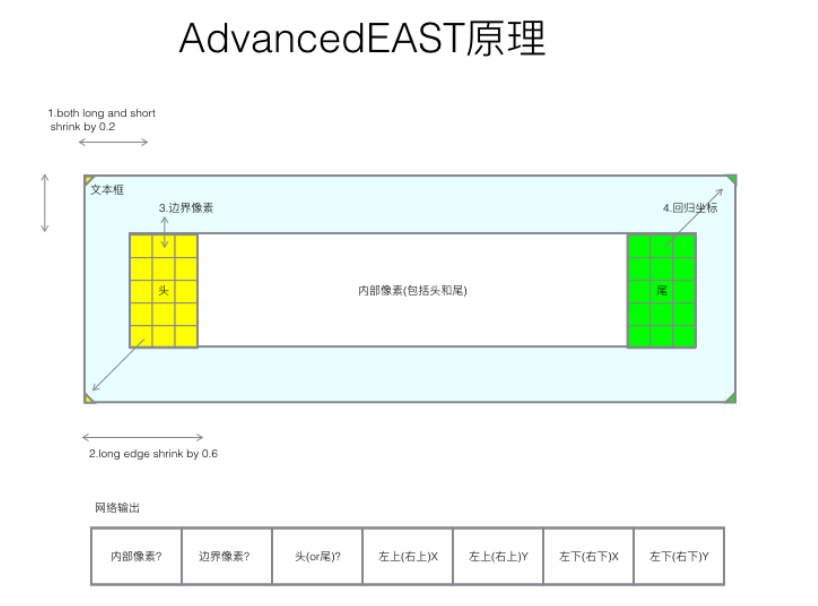 AdvancedEAST原理
1.both long and short
shrink by 0.2
文本框
3.边界像素
4.回归坐标
头
内部像素(包括头和尾)
尾
2.long edge shrink by 0.6
网络输出
内部像素?
边界像素?
头(or尾)?
左上(右上)X
左上(右上)Y
左下(右下)X
左下(右下)Y